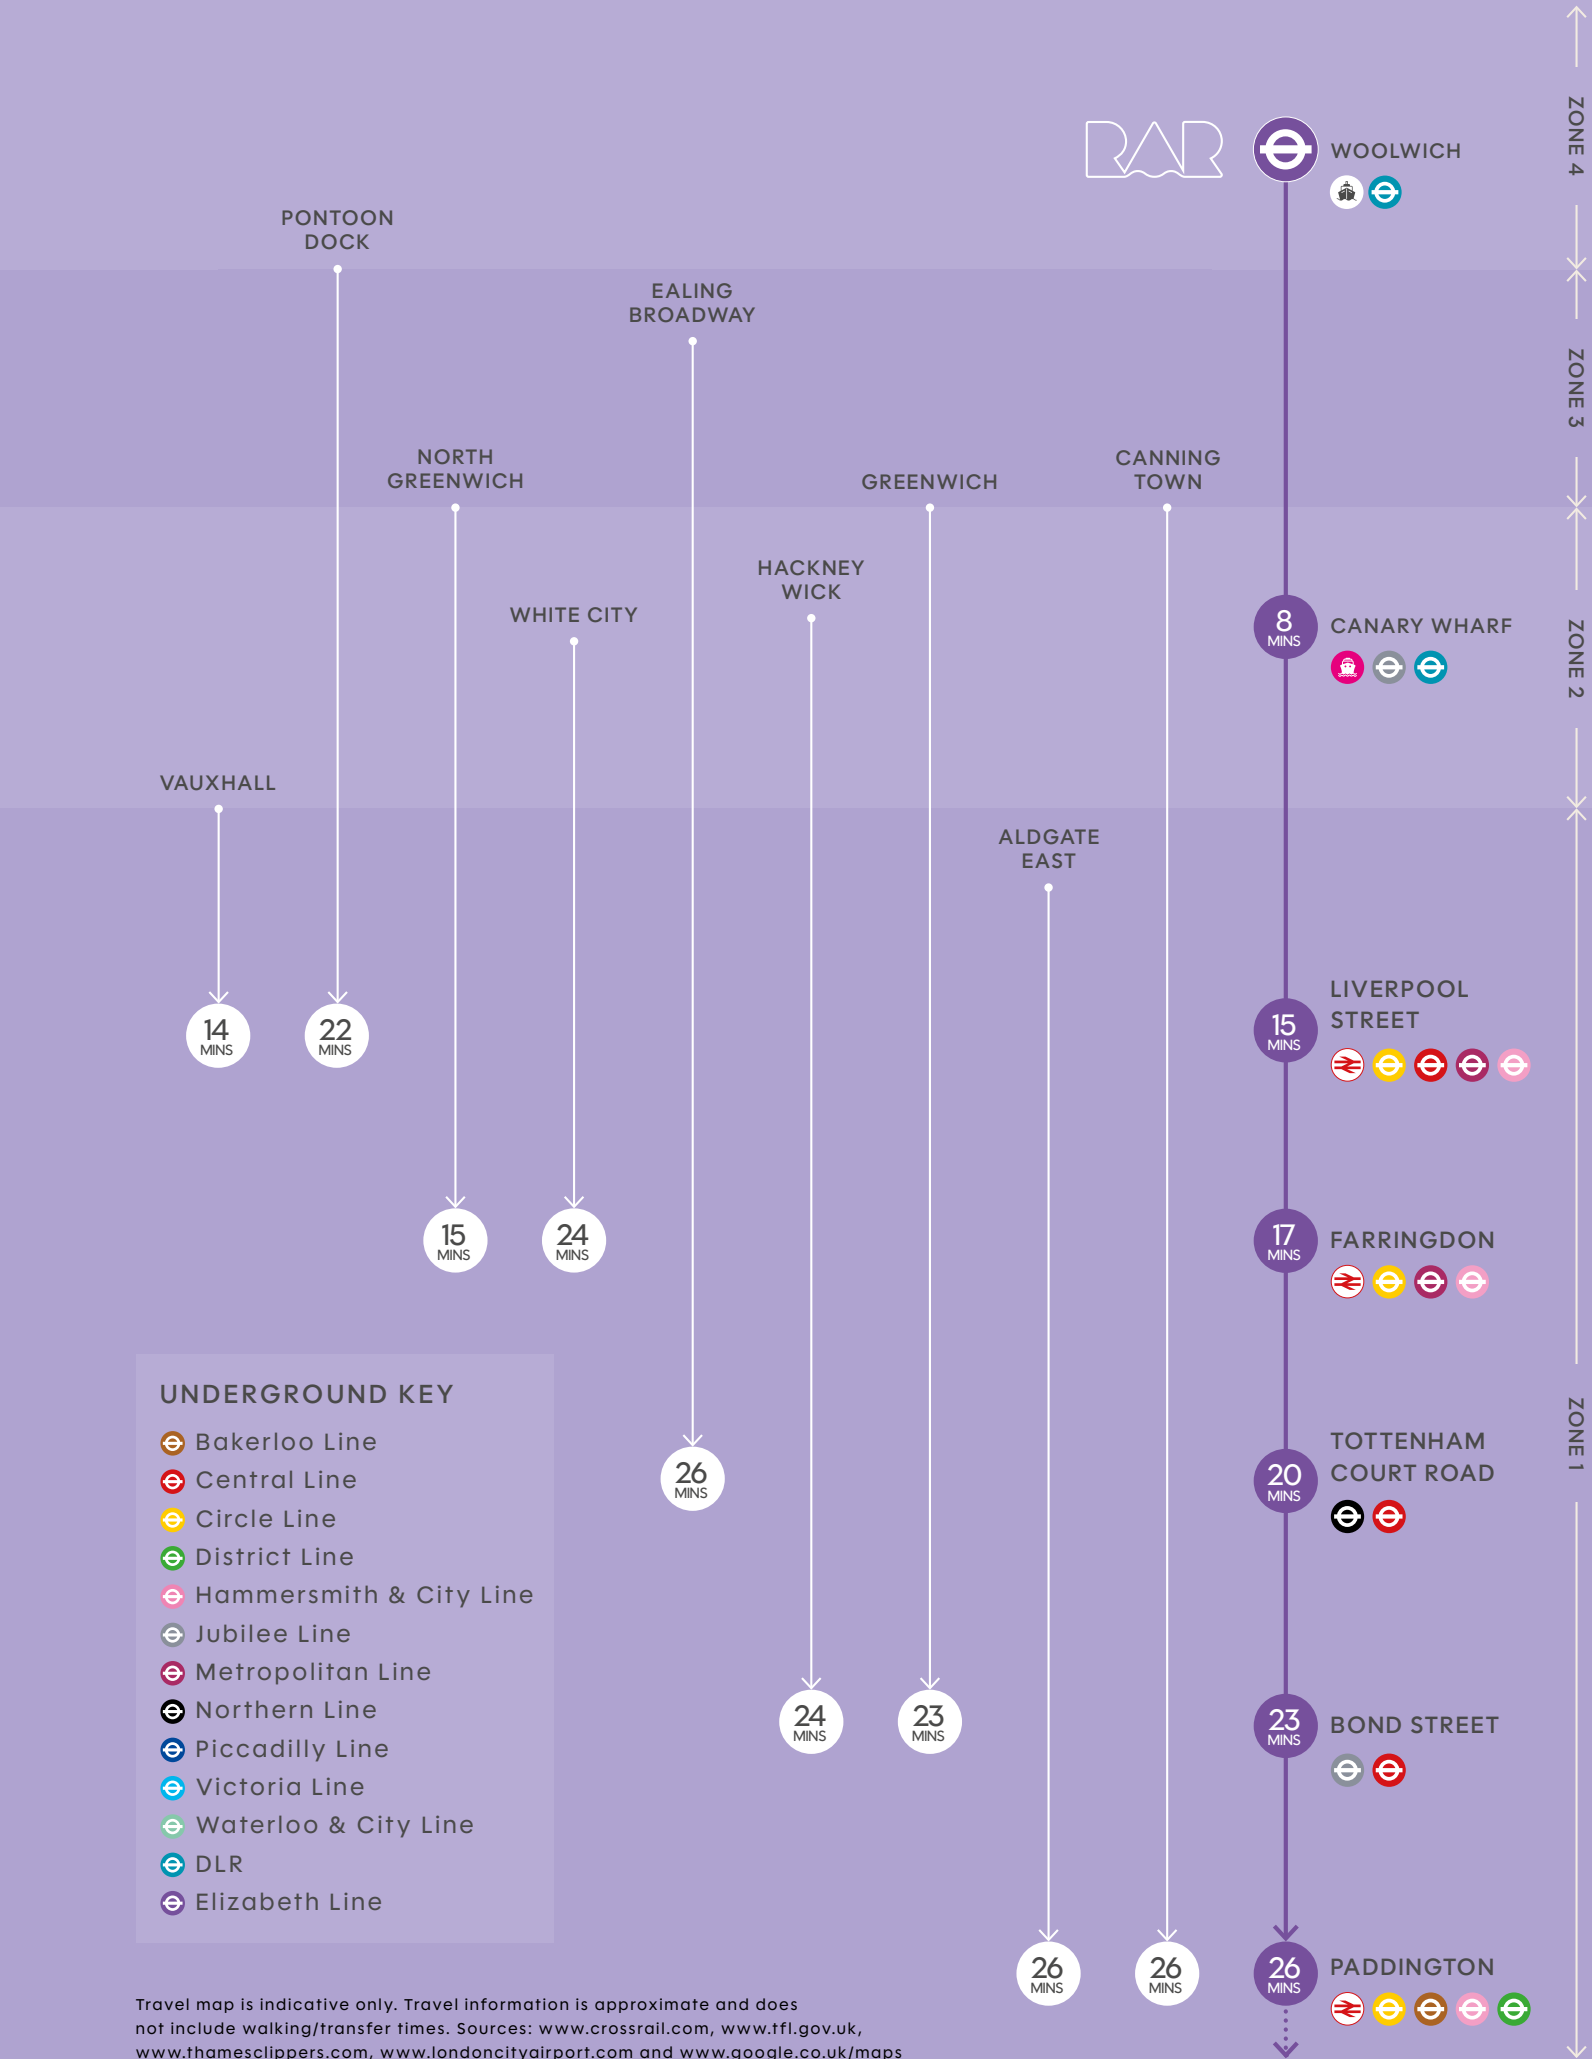 ZONE 4
RAR
WOOLWICH
PONTOON
DOCK
EALING
BROADWAY
ZONE 3
NORTH
GREENWICH
GREENWICH
CANNING
TOWN
HACKNEY
WICK
WHITE CITY
8
MINS
CANARY WHARF
ZONE 2
VAUXHALL
ALDGATE
EAST
LIVERPOOL
STREET
14
MINS
22
MINS
15
MINS
15
MINS
24
MINS
17
MINS
FARRINGDON
UNDERGROUND KEY
Bakerloo Line
Central Line
Circle Line
District Line
Hammersmith & City Line
Jubilee Line
Metropolitan Line
Northern Line
Piccadilly Line
Victoria Line
Waterloo & City Line
DLR
Elizabeth Line
ZONE 1
26
MINS
20
MINS
TOTTENHAM
COURT ROAD
24
MINS
23
MINS
23
MINS
BOND STREET
26
MINS
26
MINS
26
MINS
PADDINGTON
Travel map is indicative only. Travel information is approximate and does
not include walking/transfer times. Sources: www.crossrail.com, www.tfl.gov.uk,
www.thamesclippers.com, www.londoncityairport.com and www.google.co.uk/maps